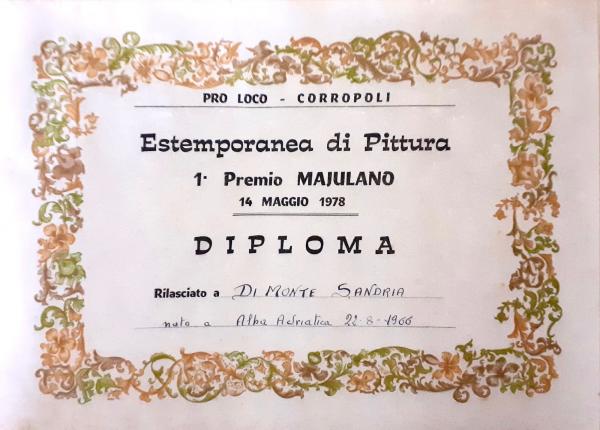 PRO LOCO - CORROPOLI
Estemporanea di Pittura
1° Premio MAJULANO
14 MAGGIO 1978
DIPLOMA
Rilasciato a DI MONTE SANDRIA
nato a Alba Adriatica 22-8-1966